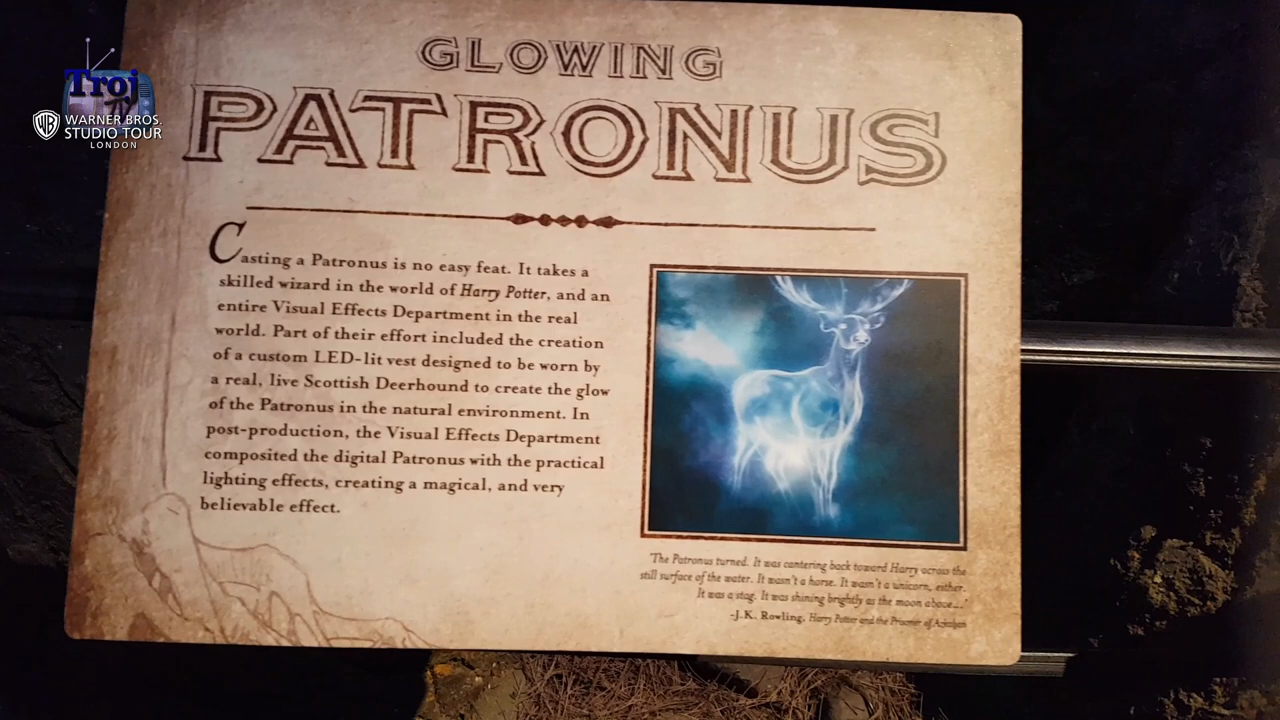 Troj
TV
WARNER BROS.
STUDIO TOUR
LONDON
GLOWING
PATRONUS
Casting a Patronus is no easy feat. It takes a
skilled wizard in the world of Harry Potter, and an
entire Visual Effects Department in the real
world. Part of their effort included the creation
of a custom LED-lit vest designed to be worn by
a real, live Scottish Deerhound to create the glow
of the Patronus in the natural environment. In
post-production, the Visual Effects Department
composited the digital Patronus with the practical
lighting effects, creating a magical, and very
believable effect.
"The Patronus turned. It was cantering back toward Harry across the
still surface of the water. It wasn't a horse. It wasn't a unicorn, either.
It was a stag. It was shining brightly as the moon above..."
-J.K. Rowling, Harry Potter and the Prisoner of Azkaban